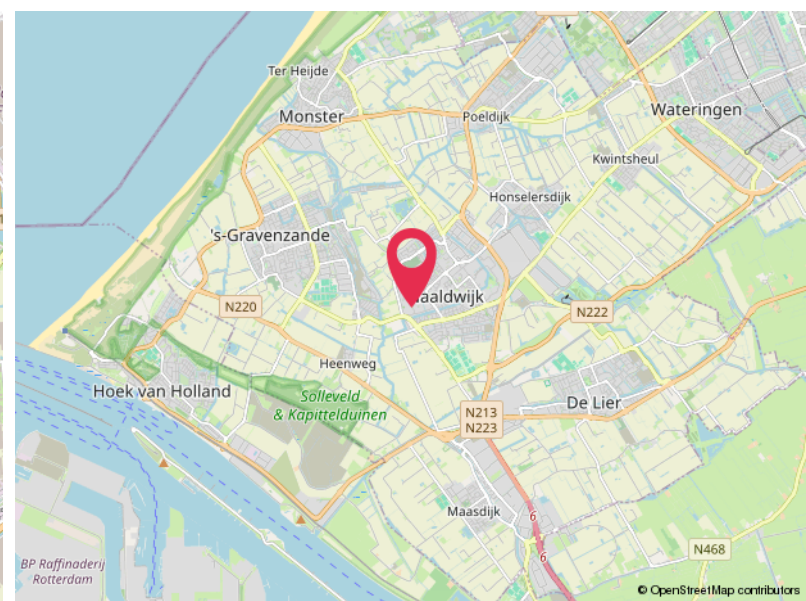 Ter Heijde
Monster
Poeldijk
Wateringen
Kwintsheul
Honselersdijk
's-Gravenzande
aaldwijk
N220
N222
Heenweg
Hoek van Holland
Solleveld
& Kapittelduinen
De Lier
N213
N223
Maasdijk
6
6
N468
BP Raffinaderij
Rotterdam
© OpenStreetMap contributors